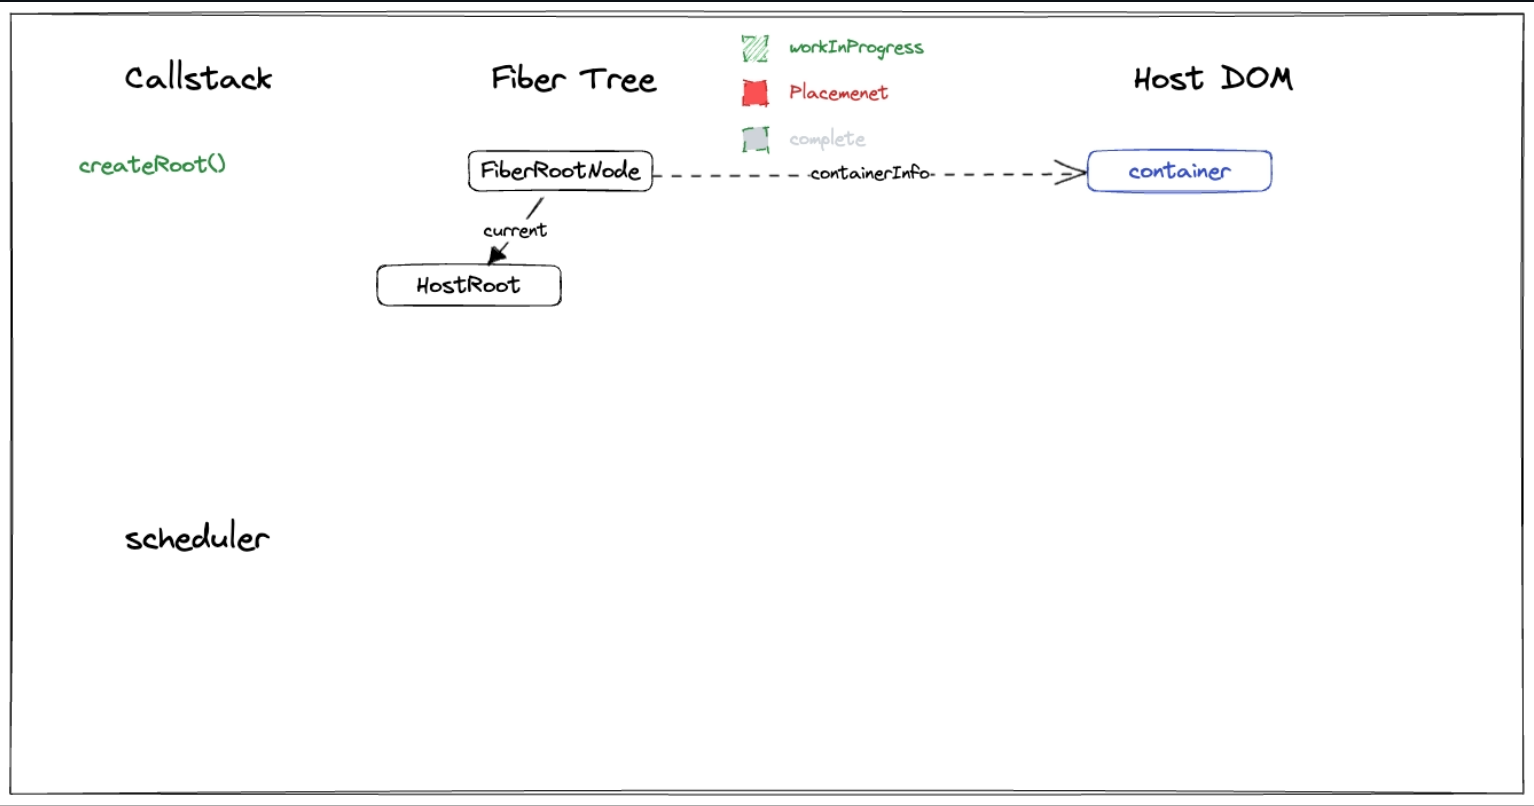 Callstack
Fiber Tree
workInProgress
Placemenet
complete
Host DOM
createRoot()
FiberRootNode
containerInfo
container
current
HostRoot
scheduler